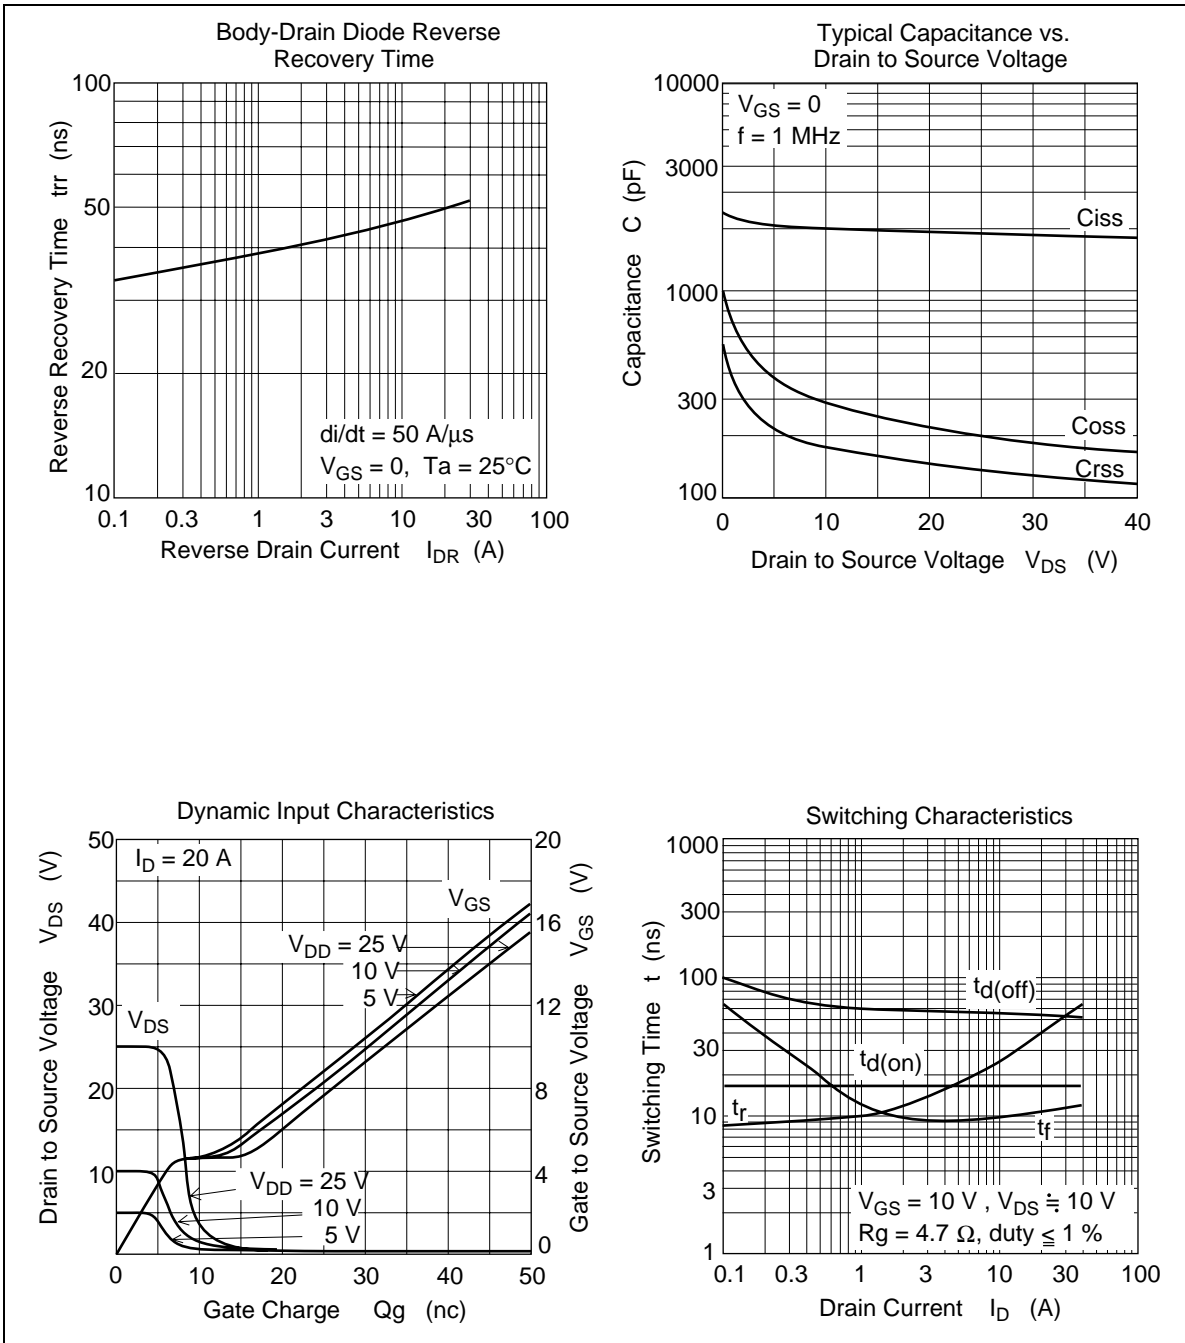 Body-Drain Diode Reverse
Recovery Time
100
50
20
10
Reverse Recovery Time trr (ns)
di/dt = 50 A/μs
VGS = 0, Ta = 25°C
0.1 0.3 1 3 10 30 100
Reverse Drain Current IDR (A)
Typical Capacitance vs.
Drain to Source Voltage
10000
3000
1000
300
100
Capacitance C (pF)
VGS = 0
f = 1 MHz
Ciss
Coss
Crss
0 10 20 30 40
Drain to Source Voltage VDS (V)
Dynamic Input Characteristics
50
40
30
20
10
Drain to Source Voltage VDS (V)
ID = 20 A
VGS
VDD = 25 V
10 V
5 V
VDS
VDD = 25 V
10 V
5 V
20
16
12
8
4
0
Gate to Source Voltage VGS (V)
0 10 20 30 40 50
Gate Charge Qg (nc)
Switching Characteristics
1000
300
100
30
10
3
1
Switching Time t (ns)
td(off)
td(on)
tr
tf
VGS = 10 V , VDS ≒ 10 V
Rg = 4.7 Ω, duty ≦ 1 %
0.1 0.3 1 3 10 30 100
Drain Current ID (A)